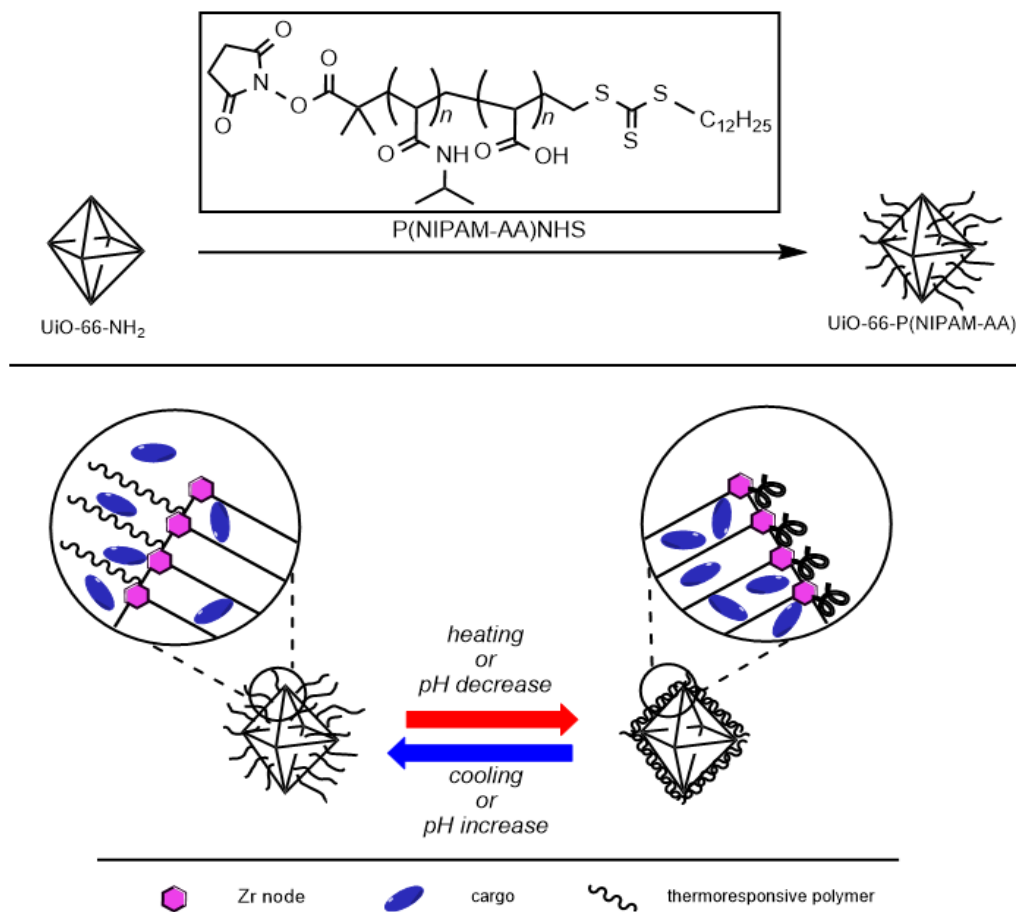 O
O
N
O
O
n
O
NH
n
O
OH
S
S
S
C12H25
O
P(NIPAM-AA)NHS
UiO-66-NH2
UiO-66-P(NIPAM-AA)
heating
or
pH decrease
cooling
or
pH increase
Zr node
cargo
thermoresponsive polymer